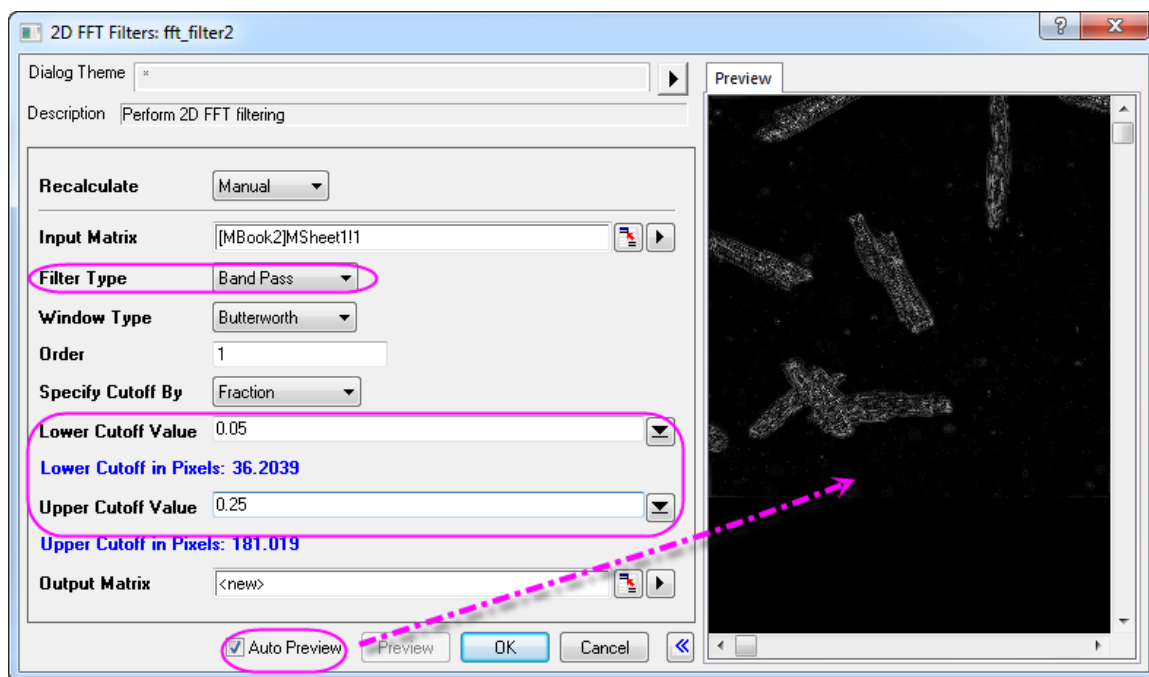 2D FFT Filters: fft_filter2
Dialog Theme *
Description Perform 2D FFT filtering
Recalculate Manual
Input Matrix [MBook2]MSheet1!1
Filter Type Band Pass
Window Type Butterworth
Order 1
Specify Cutoff By Fraction
Lower Cutoff Value 0.05
Lower Cutoff in Pixels: 36.2039
Upper Cutoff Value 0.25
Upper Cutoff in Pixels: 181.019
Output Matrix <new>
Auto Preview Preview OK Cancel
Preview